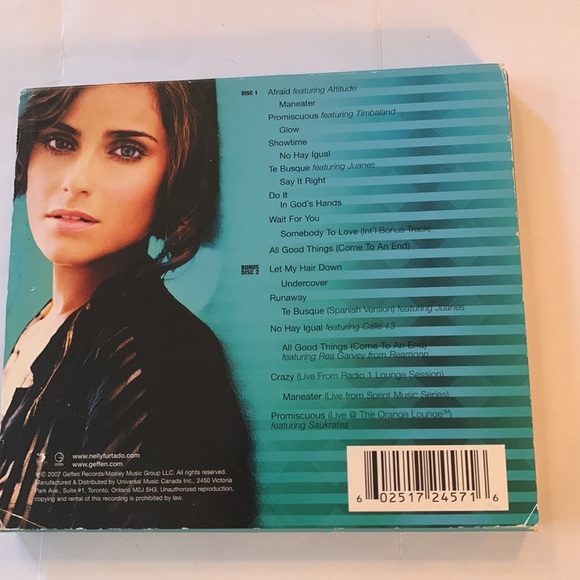 DISC 1
Afraid featuring Attitude
Maneater
Promiscuous featuring Timbaland
Glow
Showtime
No Hay Igual
Te Busque featuring Juanes
Say It Right
Do It
In God's Hands
Wait For You
Somebody To Love (Int'l Bonus Track)
All Good Things (Come To An End)
BONUS
DISC 2
Let My Hair Down
Undercover
Runaway
Te Busque (Spanish Version) featuring Juanes
No Hay Igual featuring Calle 13
All Good Things (Come To An End)
featuring Rea Garvey from Reamonn
Crazy (Live From Radio 1 Lounge Session)
Maneater (Live from Sprint Music Series)
Promiscuous (Live @ The Orange Lounge™)
featuring Saukrates
www.nellyfurtado.com
www.geffen.com
℗ © 2007 Geffen Records/Mosley Music Group LLC. All rights reserved.
Manufactured & Distributed by Universal Music Canada Inc., 2450 Victoria
Park Ave., Suite #1, Toronto, Ontario M2J 5H3. Unauthorized reproduction,
copying and rental of this recording is prohibited by law.
6 02517 24571 6